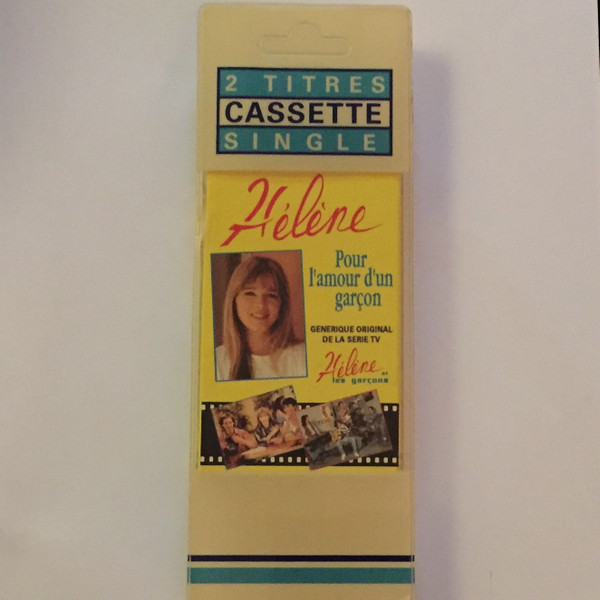 2 TITRES
CASSETTE
SINGLE
Hélène
Pour
l'amour d'un
garçon
GENERIQUE ORIGINAL
DE LA SERIE TV
Hélène et
les garçons